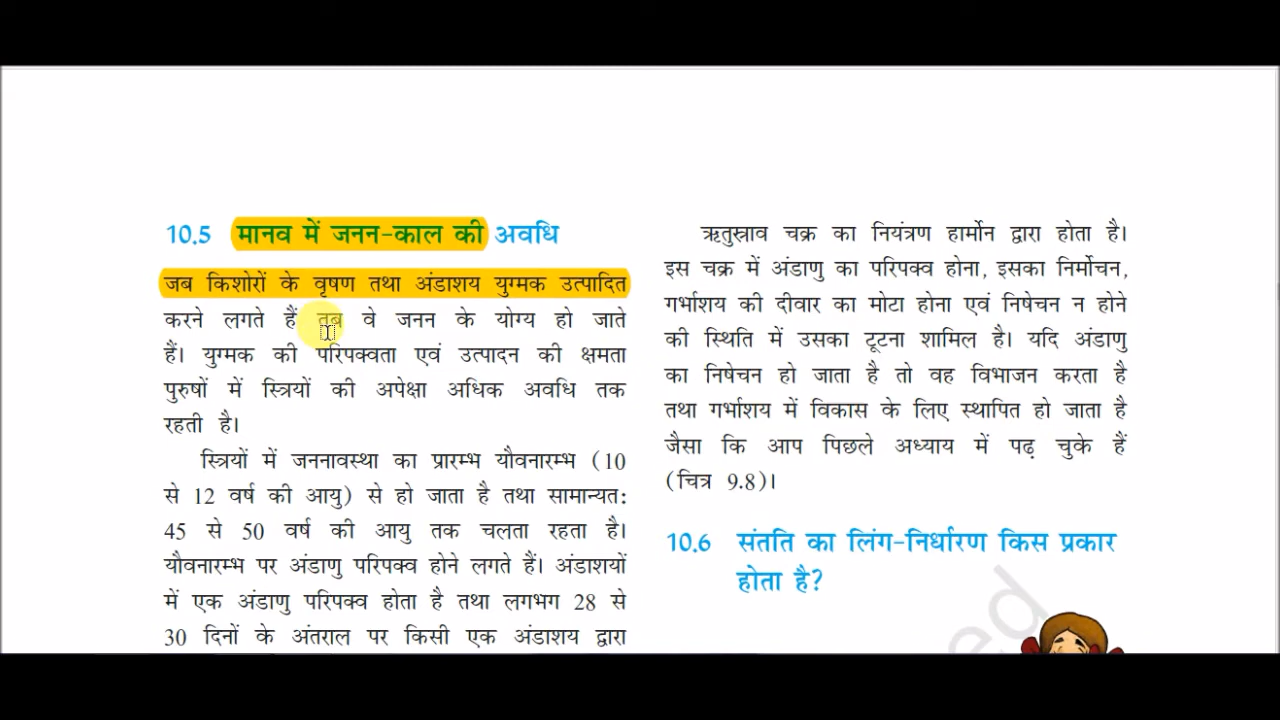 10.5 मानव में जनन-काल की अवधि
जब किशोरों के वृषण तथा अंडाशय युग्मक उत्पादित
करने लगते हैं तब वे जनन के योग्य हो जाते
हैं। युग्मक की परिपक्वता एवं उत्पादन की क्षमता
पुरुषों में स्त्रियों की अपेक्षा अधिक अवधि तक
रहती है।
स्त्रियों में जननावस्था का प्रारम्भ यौवनारम्भ (10
से 12 वर्ष की आयु) से हो जाता है तथा सामान्यत:
45 से 50 वर्ष की आयु तक चलता रहता है।
यौवनारम्भ पर अंडाणु परिपक्व होने लगते हैं। अंडाशयों
में एक अंडाणु परिपक्व होता है तथा लगभग 28 से
30 दिनों के अंतराल पर किसी एक अंडाशय द्वारा
ऋतुस्राव चक्र का नियंत्रण हार्मोन द्वारा होता है।
इस चक्र में अंडाणु का परिपक्व होना, इसका निर्मोचन,
गर्भाशय की दीवार का मोटा होना एवं निषेचन न होने
की स्थिति में उसका टूटना शामिल है। यदि अंडाणु
का निषेचन हो जाता है तो वह विभाजन करता है
तथा गर्भाशय में विकास के लिए स्थापित हो जाता है
जैसा कि आप पिछले अध्याय में पढ़ चुके हैं
(चित्र 9.8)।
10.6 संतति का लिंग-निर्धारण किस प्रकार
होता है?
ed